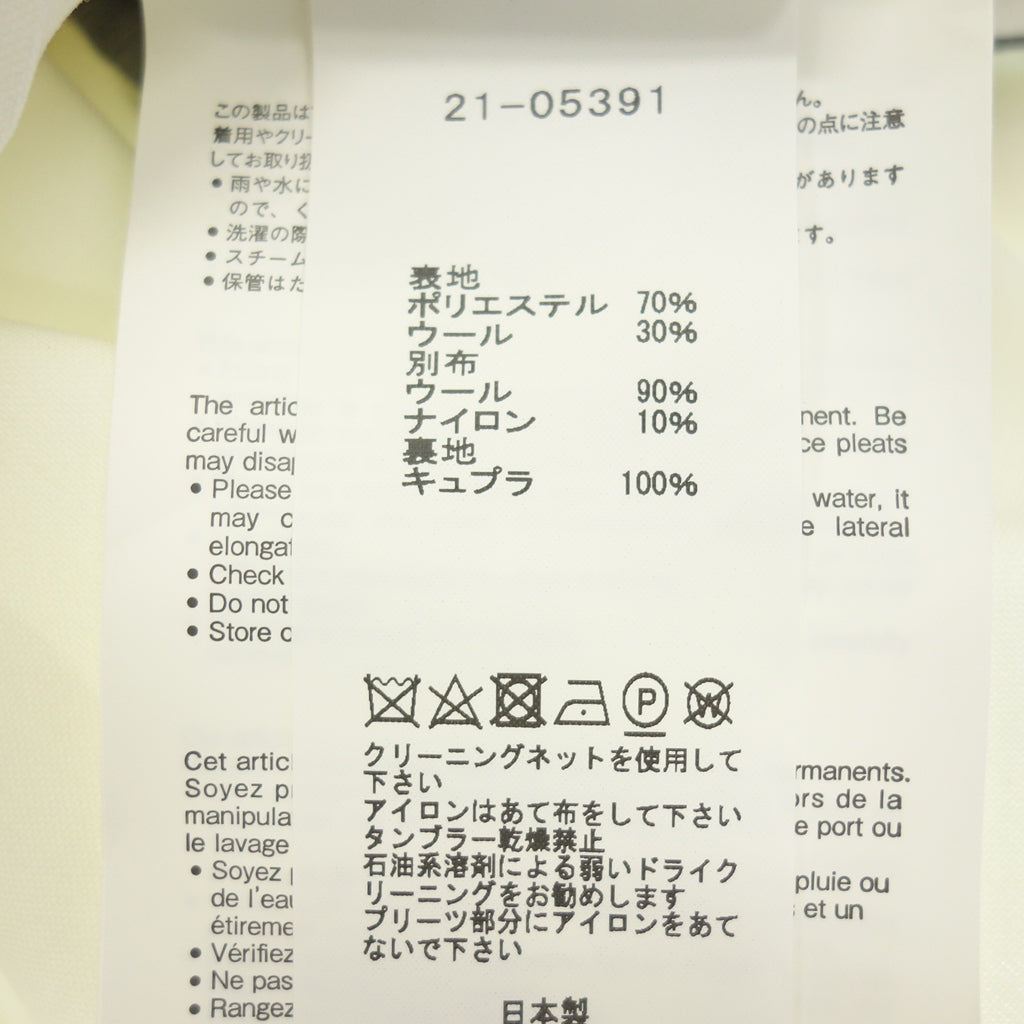 21-05391
表地
ポリエステル 70%
ウール 30%
別布
ウール 90%
ナイロン 10%
裏地
キュプラ 100%
P
W
クリーニングネットを使用して
下さい
アイロンはあて布をして下さい
タンブラー乾燥禁止
石油系溶剤による弱いドライク
リーニングをお勧めします
プリーツ部分にアイロンをあて
ないで下さい
日本製
この製品は
ん。
着用やクリー
の点に注意
してお取り扱
• 雨や水に
があります
ので、く
• 洗濯の際
す。
• スチーム
• 保管はた
The artic
nent. Be
careful w
ce pleats
may disap
• Please
water, it
may c
e lateral
elongat
• Check
• Do not
• Store c
Cet articl
rmanents.
Soyez pr
ors de la
manipula
e port ou
le lavage
• Soyez p
pluie ou
de l'eau
et un
étireme
• Vérifiez
• Ne pas
• Rangez